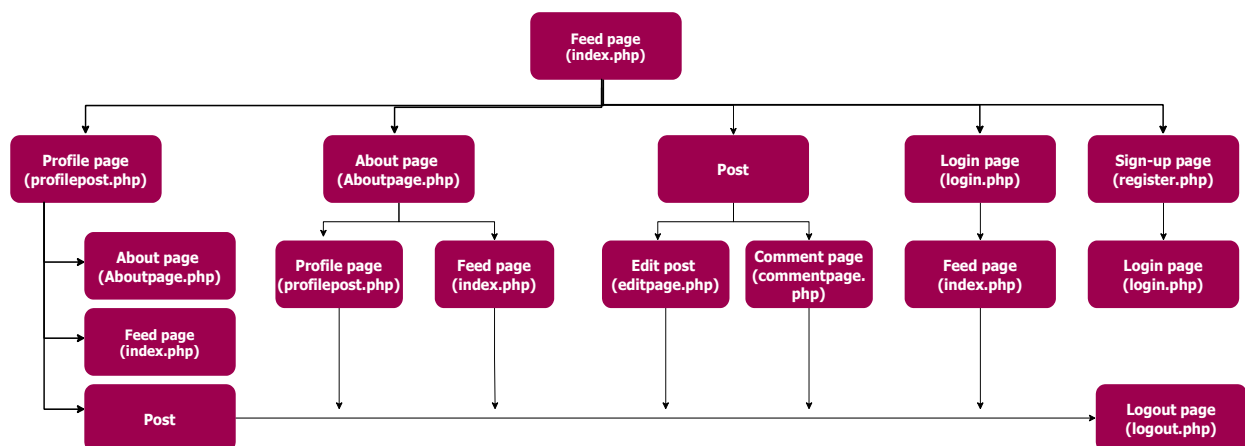 Feed page
(index.php)
Profile page
(profilepost.php)
About page
(Aboutpage.php)
Post
Login page
(login.php)
Sign-up page
(register.php)
About page
(Aboutpage.php)
Profile page
(profilepost.php)
Feed page
(index.php)
Edit post
(editpage.php)
Comment page
(commentpage.
php)
Feed page
(index.php)
Login page
(login.php)
Feed page
(index.php)
Post
Logout page
(logout.php)